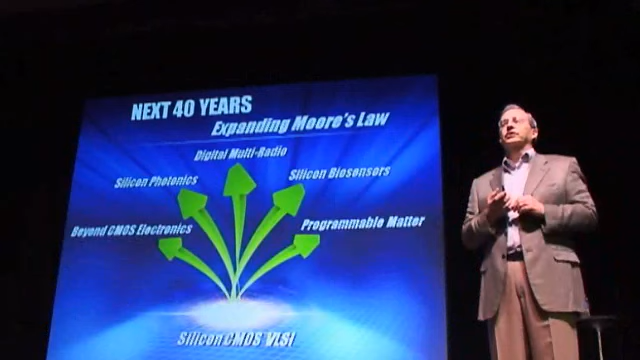 NEXT 40 YEARS
Expanding Moore's Law
Digital Multi-Radio
Silicon Photonics
Silicon Biosensors
Beyond CMOS Electronics
Programmable Matter
Silicon CMOS VLSI